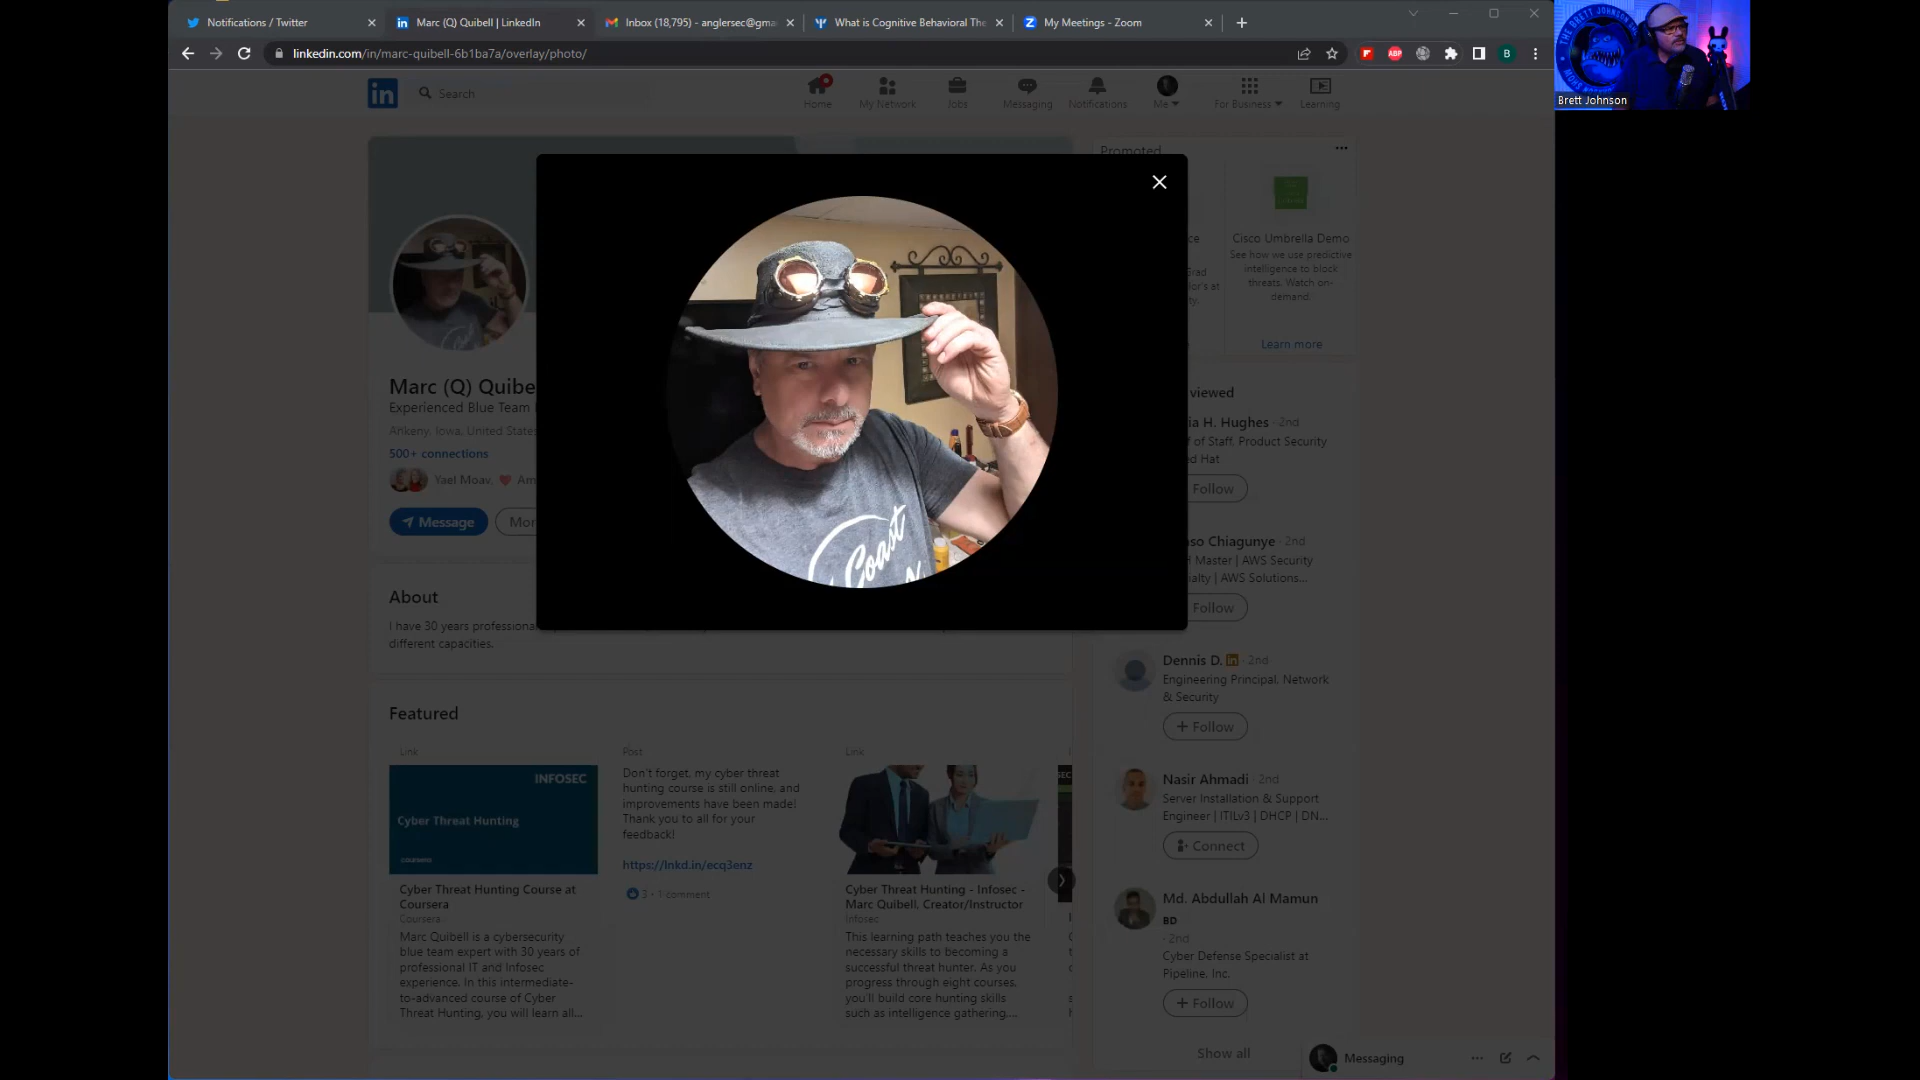 Notifications / Twitter
Marc (Q) Quibell | LinkedIn
Inbox (18,795) - anglersec@gma
What is Cognitive Behavioral The
My Meetings - Zoom
linkedin.com/in/marc-quibell-6b1ba7a/overlay/photo/
ABP
B
THE BRETT JOHNSON
Brett Johnson
in
Search
Home
My Network
Jobs
Messaging
Notifications
Me
For Business
Learning
Promoted
Cisco Umbrella Demo
See how we use predictive
intelligence to block
threats. Watch on-
demand.
Learn more
Coast
Marc (Q) Quibe
Experienced Blue Team
Ankeny, Iowa, United States
500+ connections
Yael Moav,
Message
Mor
About
I have 30 years professiona
different capacities.
Featured
Link
INFOSEC
Cyber Threat Hunting
coursera
Cyber Threat Hunting Course at
Coursera
Coursera
Marc Quibell is a cybersecurity
blue team expert with 30 years of
professional IT and Infosec
experience. In this intermediate-
to-advanced course of Cyber
Threat Hunting, you will learn all...
Post
Don't forget, my cyber threat
hunting course is still online, and
improvements have been made!
Thank you to all for your
feedback!
https://lnkd.in/ecq3enz
3 • 1 comment
Link
Cyber Threat Hunting - Infosec -
Marc Quibell, Creator/Instructor
Infosec
This learning path teaches you the
necessary skills to becoming a
successful threat hunter. As you
progress through eight courses,
you'll build core hunting skills
such as intelligence gathering,...
viewed
ia H. Hughes · 2nd
f of Staff, Product Security
d Hat
Follow
so Chiagunye · 2nd
H Master | AWS Security
ialty | AWS Solutions...
Follow
Dennis D. in · 2nd
Engineering Principal, Network
& Security
+ Follow
Nasir Ahmadi · 2nd
Server Installation & Support
Engineer | ITILv3 | DHCP | DN...
Connect
Md. Abdullah Al Mamun
BD
· 2nd
Cyber Defense Specialist at
Pipeline, Inc.
+ Follow
Show all
Messaging